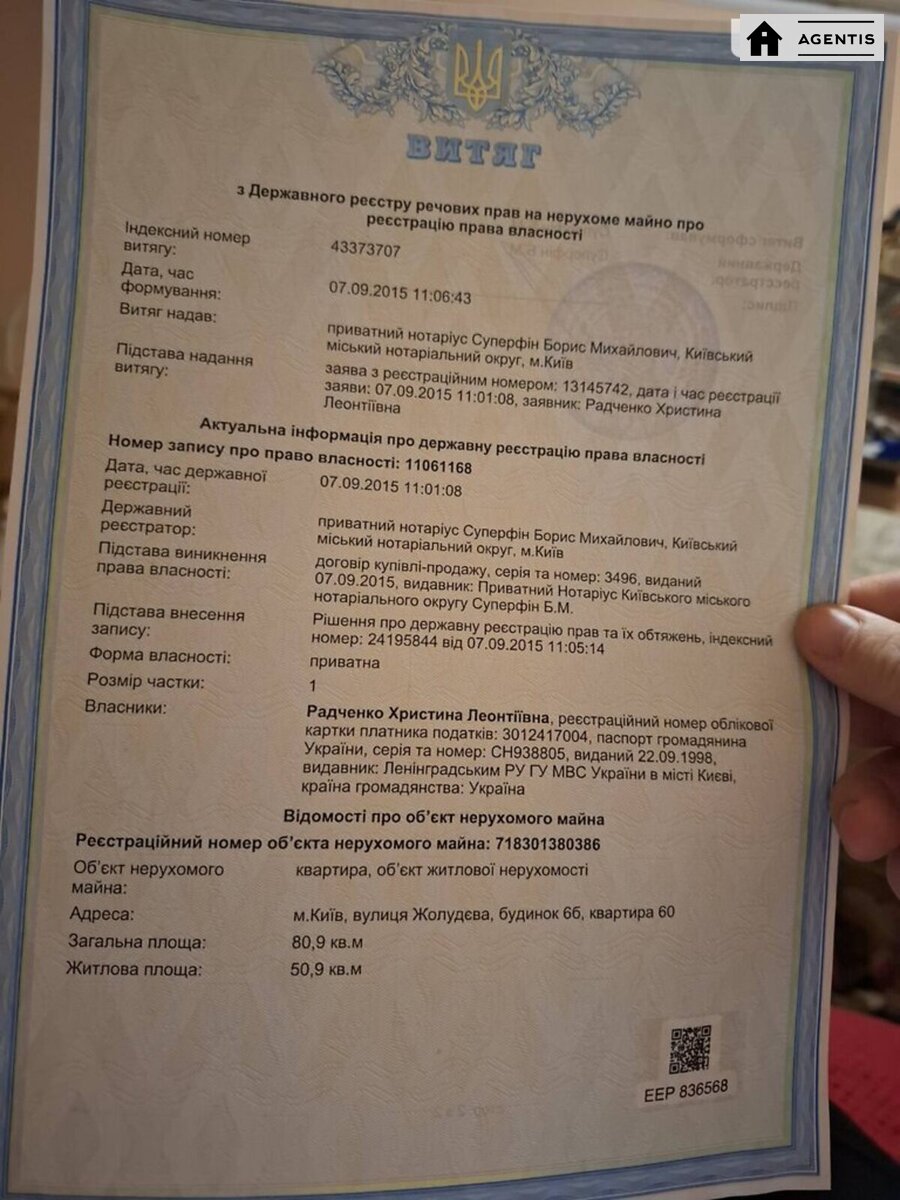 AGENTIS
ВИТЯГ
з Державного реєстру речових прав на нерухоме майно про
реєстрацію права власності
Індексний номер
витягу:
43373707
Дата, час
формування:
07.09.2015 11:06:43
Витяг надав:
приватний нотаріус Суперфін Борис Михайлович, Київський
міський нотаріальний округ, м.Київ
Підстава надання
витягу:
заява з реєстраційним номером: 13145742, дата і час реєстрації
заяви: 07.09.2015 11:01:08, заявник: Радченко Христина
Леонтіївна
Актуальна інформація про державну реєстрацію права власності
Номер запису про право власності: 11061168
Дата, час державної
реєстрації:
07.09.2015 11:01:08
Державний
реєстратор:
приватний нотаріус Суперфін Борис Михайлович, Київський
міський нотаріальний округ, м.Київ
Підстава виникнення
права власності:
договір купівлі-продажу, серія та номер: 3496, виданий
07.09.2015, видавник: Приватний Нотаріус Київського міського
нотаріального округу Суперфін Б.М.
Підстава внесення
запису:
Рішення про державну реєстрацію прав та їх обтяжень, індексний
номер: 24195844 від 07.09.2015 11:05:14
Форма власності:
приватна
Розмір частки:
1
Власники:
Радченко Христина Леонтіївна, реєстраційний номер облікової
картки платника податків: 3012417004, паспорт громадянина
України, серія та номер: СН938805, виданий 22.09.1998,
видавник: Ленінградським РУ ГУ МВС України в місті Києві,
країна громадянства: Україна
Відомості про об'єкт нерухомого майна
Реєстраційний номер об'єкта нерухомого майна: 718301380386
Об'єкт нерухомого
майна:
квартира, об'єкт житлової нерухомості
Адреса:
м.Київ, вулиця Жолудєва, будинок 6б, квартира 60
Загальна площа:
80,9 кв.м
Житлова площа:
50,9 кв.м
ЕЕР 836568